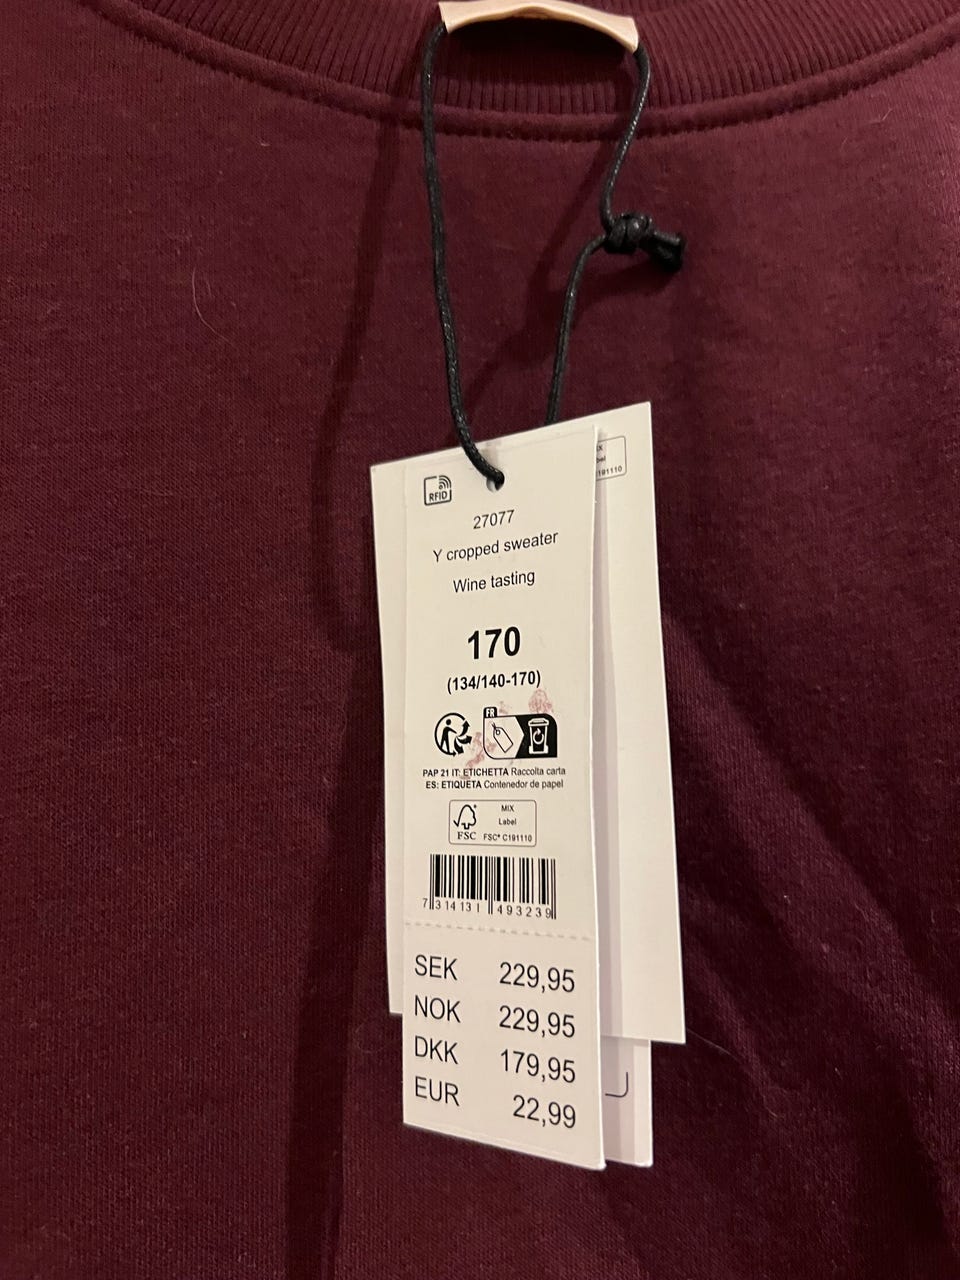 RFID
27077
Y cropped sweater
Wine tasting
170
(134/140-170)
FR
PAP 21 IT: ETICHETTA Raccolta carta
ES: ETIQUETA Contenedor de papel
MIX
Label
FSC FSC® C191110
7 314131 493239
SEK 229,95
NOK 229,95
DKK 179,95
EUR 22,99